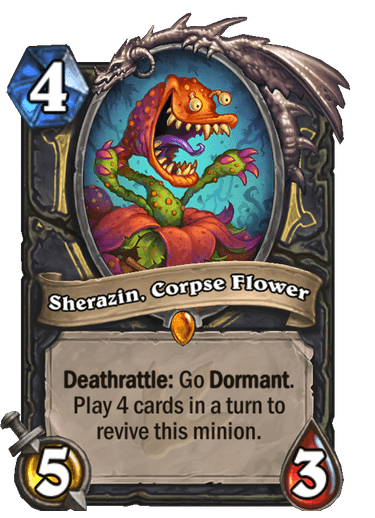 4
Sherazin, Corpse Flower
Deathrattle: Go Dormant.
Play 4 cards in a turn to
revive this minion.
5
3